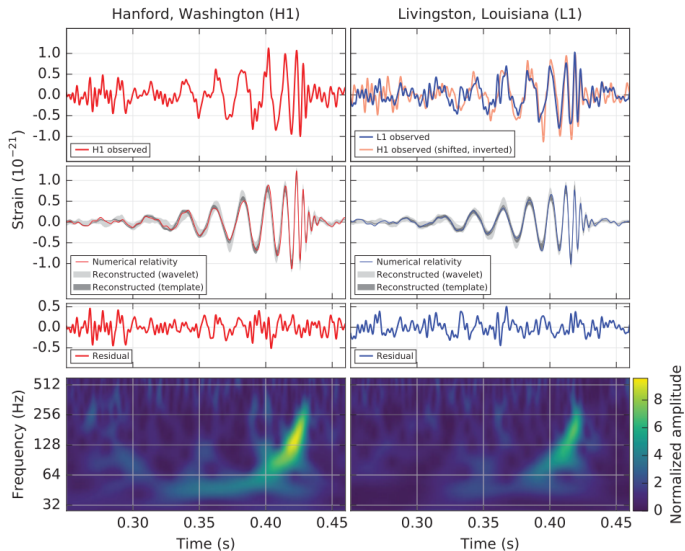 Hanford, Washington (H1)
Livingston, Louisiana (L1)
1.0
0.5
0.0
-0.5
-1.0
H1 observed
L1 observed
H1 observed (shifted, inverted)
Strain (10⁻²¹)
1.0
0.5
0.0
-0.5
-1.0
Numerical relativity
Reconstructed (wavelet)
Reconstructed (template)
Numerical relativity
Reconstructed (wavelet)
Reconstructed (template)
0.5
0.0
-0.5
Residual
Residual
Frequency (Hz)
512
256
128
64
32
8
6
4
2
0
Normalized amplitude
0.30 0.35 0.40 0.45
0.30 0.35 0.40 0.45
Time (s)
Time (s)